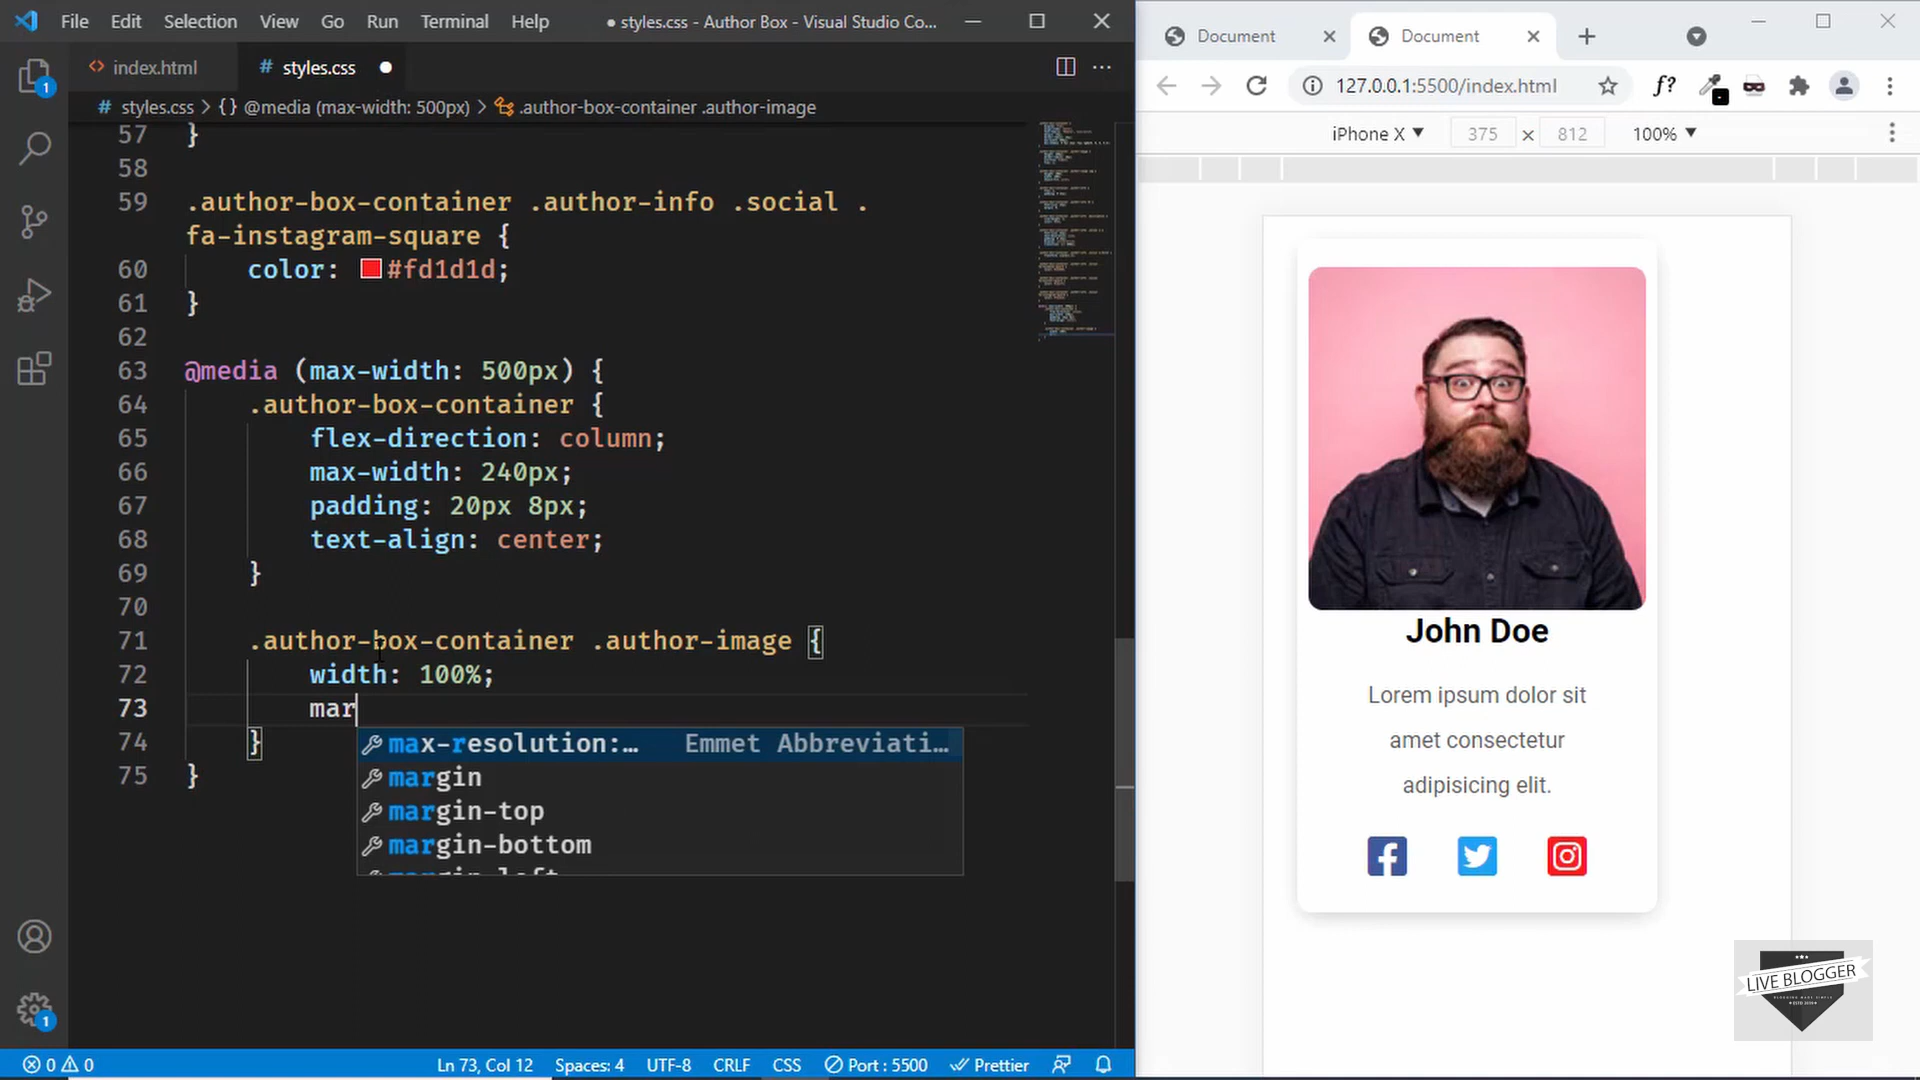 File Edit Selection View Go Run Terminal Help ● styles.css - Author Box - Visual Studio Co...
index.html # styles.css
# styles.css > {} @media (max-width: 500px) > .author-box-container .author-image
57 }
58
59 .author-box-container .author-info .social .
fa-instagram-square {
60 color: #fd1d1d;
61 }
62
63 @media (max-width: 500px) {
64 .author-box-container {
65 flex-direction: column;
66 max-width: 240px;
67 padding: 20px 8px;
68 text-align: center;
69 }
70
71 .author-box-container .author-image {
72 width: 100%;
73 mar
74 }
75 }
max-resolution:… Emmet Abbreviati…
margin
margin-top
margin-bottom
margin-left
1
1
0 0 Ln 73, Col 12 Spaces: 4 UTF-8 CRLF CSS Port : 5500 Prettier
Document Document
127.0.0.1:5500/index.html f?
iPhone X 375 × 812 100%
John Doe
Lorem ipsum dolor sit
amet consectetur
adipisicing elit.
LIVE BLOGGER